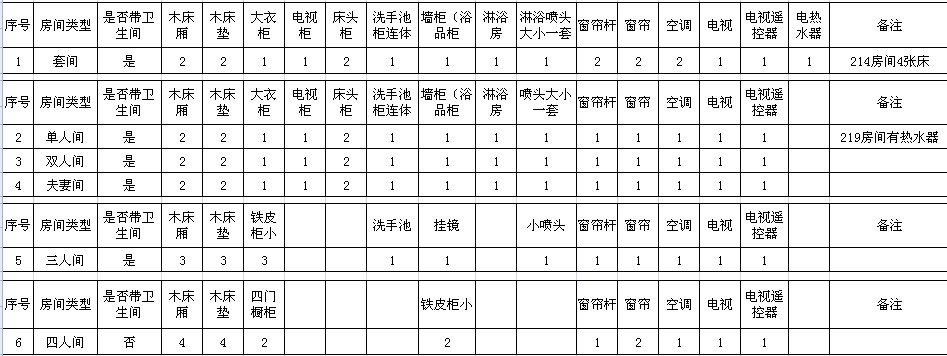 序号 房间类型 是否带卫生间 木床厢 木床垫 大衣柜 电视柜 床头柜 洗手池柜连体 墙柜（浴品柜 淋浴房 淋浴喷头大小一套 窗帘杆 窗帘 空调 电视 电视遥控器 电热水器 备注
1 套间 是 2 2 1 1 2 1 1 1 1 2 2 2 1 1 1 214房间4张床
序号 房间类型 是否带卫生间 木床厢 木床垫 大衣柜 电视柜 床头柜 洗手池柜连体 墙柜（浴品柜 淋浴房 喷头大小一套 窗帘杆 窗帘 空调 电视 电视遥控器 备注
2 单人间 是 2 2 1 1 2 1 1 1 1 1 1 1 1 1 219房间有热水器
3 双人间 是 2 2 1 1 2 1 1 1 1 1 1 1 1 1
4 夫妻间 是 2 2 1 1 2 1 1 1 1 1 1 1 1 1
序号 房间类型 是否带卫生间 木床厢 木床垫 铁皮柜小 洗手池 挂镜 小喷头 窗帘杆 窗帘 空调 电视 电视遥控器 备注
5 三人间 是 3 3 3 1 1 1 1 1 1 1 1
序号 房间类型 是否带卫生间 木床厢 木床垫 四门橱柜 铁皮柜小 窗帘杆 窗帘 空调 电视 电视遥控器 备注
6 四人间 否 4 4 2 2 1 2 1 1 1